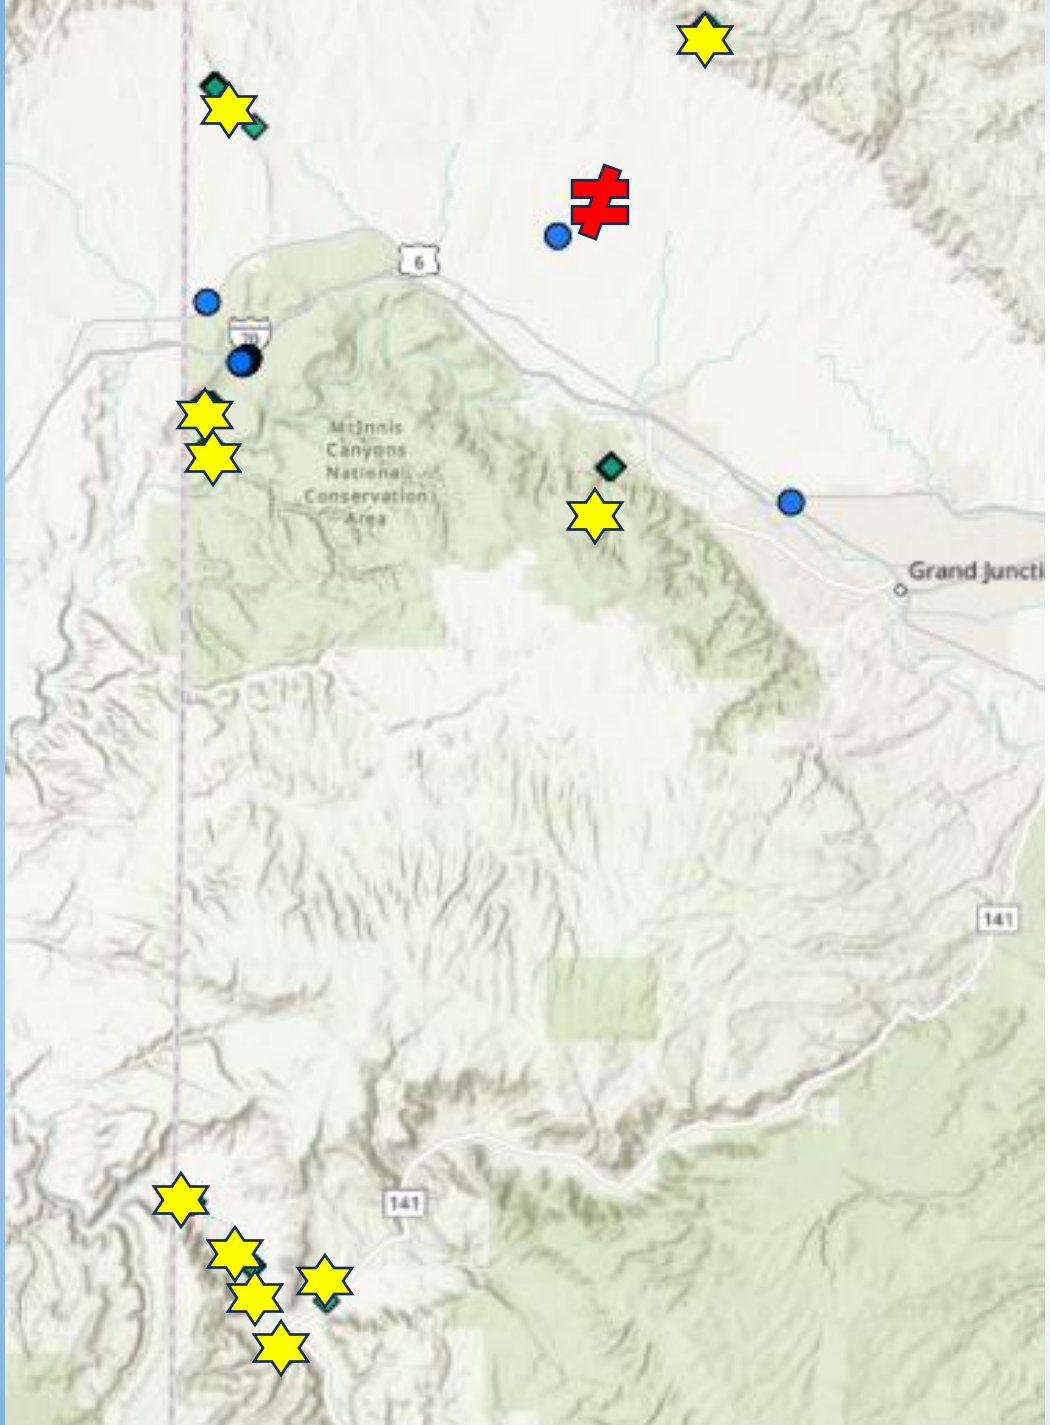 6
70
McInnis
Canyons
National
Conservation
Area
Grand Juncti
141
141